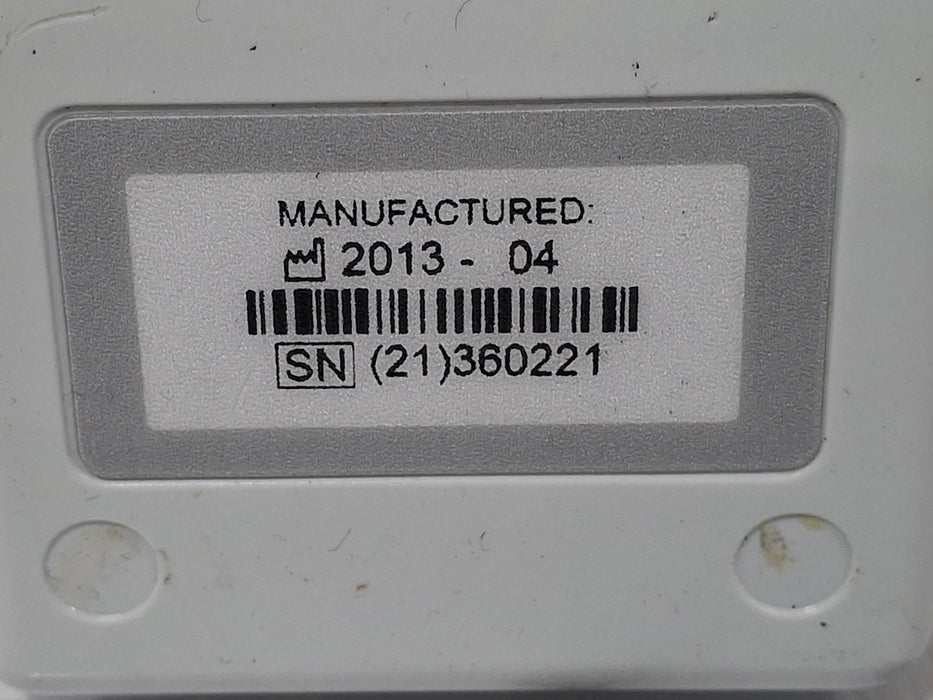 MANUFACTURED:
2013 - 04
SN (21)360221